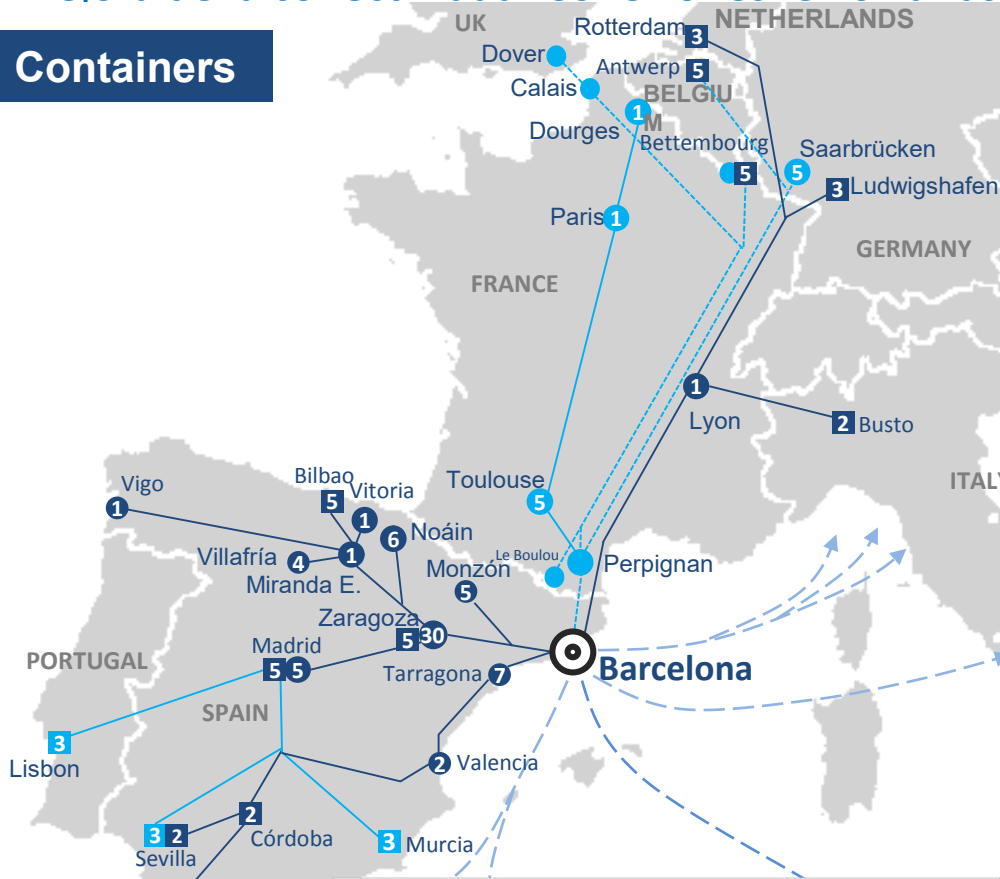 Containers
UK
NETHERLANDS
Rotterdam 3
Dover
Antwerp 5
Calais
BELGIU
M
1
Dourges
Bettembourg
5
Saarbrücken
5
3 Ludwigshafen
Paris 1
GERMANY
FRANCE
1
Lyon
2 Busto
ITALY
Toulouse
5
Vigo
1
Bilbao
5
Vitoria
1
6 Noáin
Villafría 4
1
Miranda E.
Le Boulou
Perpignan
Monzón
5
Zaragoza
5 30
Madrid
5 5
PORTUGAL
Tarragona 7
Barcelona
SPAIN
3
Lisbon
2 Valencia
2
Córdoba
3 2
Sevilla
3 Murcia